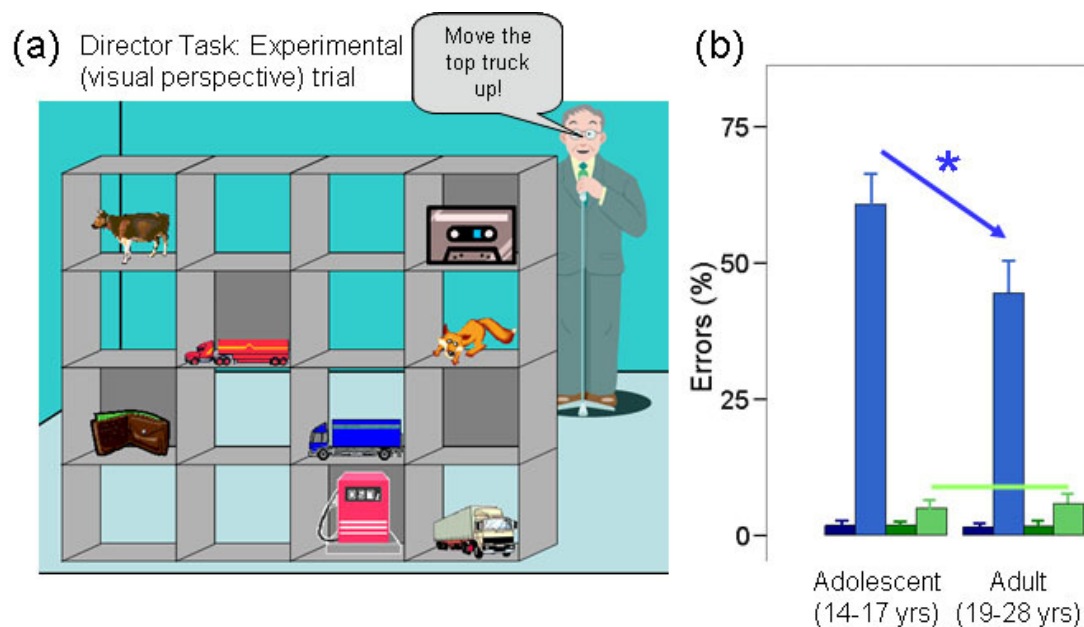 (a) Director Task: Experimental
(visual perspective) trial
Move the
top truck
up!
(b)
Errors (%)
75
50
*
25
0
Adolescent
(14-17 yrs)
Adult
(19-28 yrs)